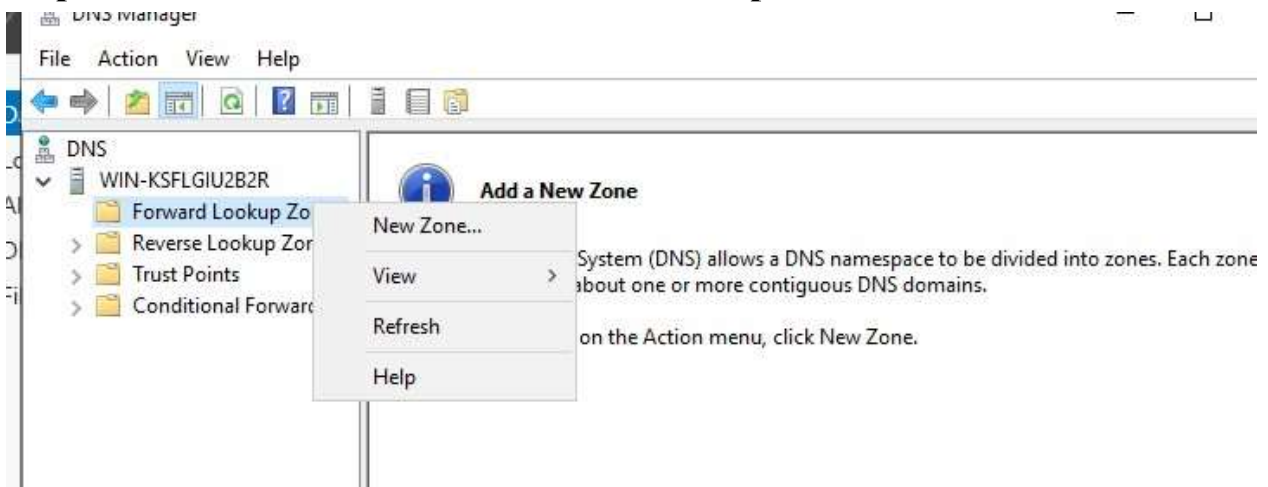 DNS Manager
File Action View Help
DNS
WIN-KSFLGIU2B2R
Forward Lookup Zo
Reverse Lookup Zor
Trust Points
Conditional Forward
New Zone...
View
Refresh
Help
Add a New Zone
System (DNS) allows a DNS namespace to be divided into zones. Each zone
about one or more contiguous DNS domains.
on the Action menu, click New Zone.